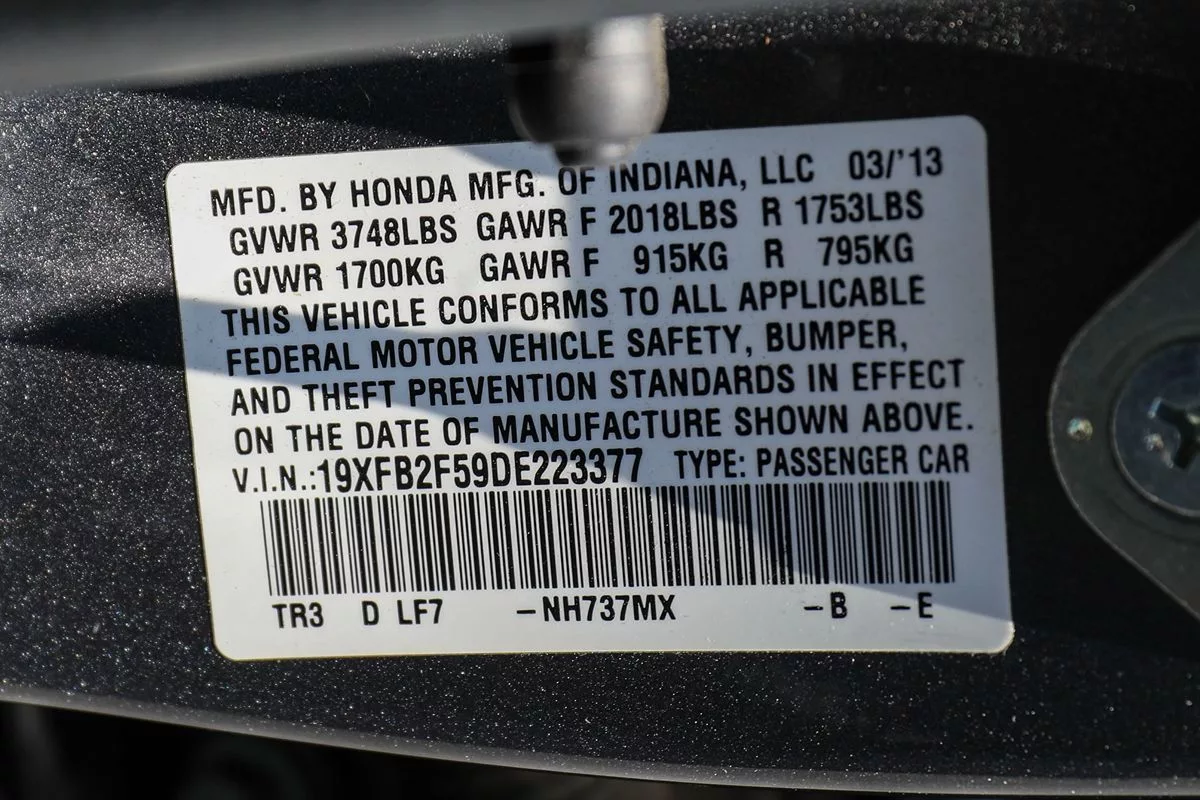 MFD. BY HONDA MFG. OF INDIANA, LLC 03/'13
GVWR 3748LBS GAWR F 2018LBS R 1753LBS
GVWR 1700KG GAWR F 915KG R 795KG
THIS VEHICLE CONFORMS TO ALL APPLICABLE
FEDERAL MOTOR VEHICLE SAFETY, BUMPER,
AND THEFT PREVENTION STANDARDS IN EFFECT
ON THE DATE OF MANUFACTURE SHOWN ABOVE.
V.I.N.:19XFB2F59DE223377 TYPE: PASSENGER CAR
TR3 D LF7 –NH737MX –B –E